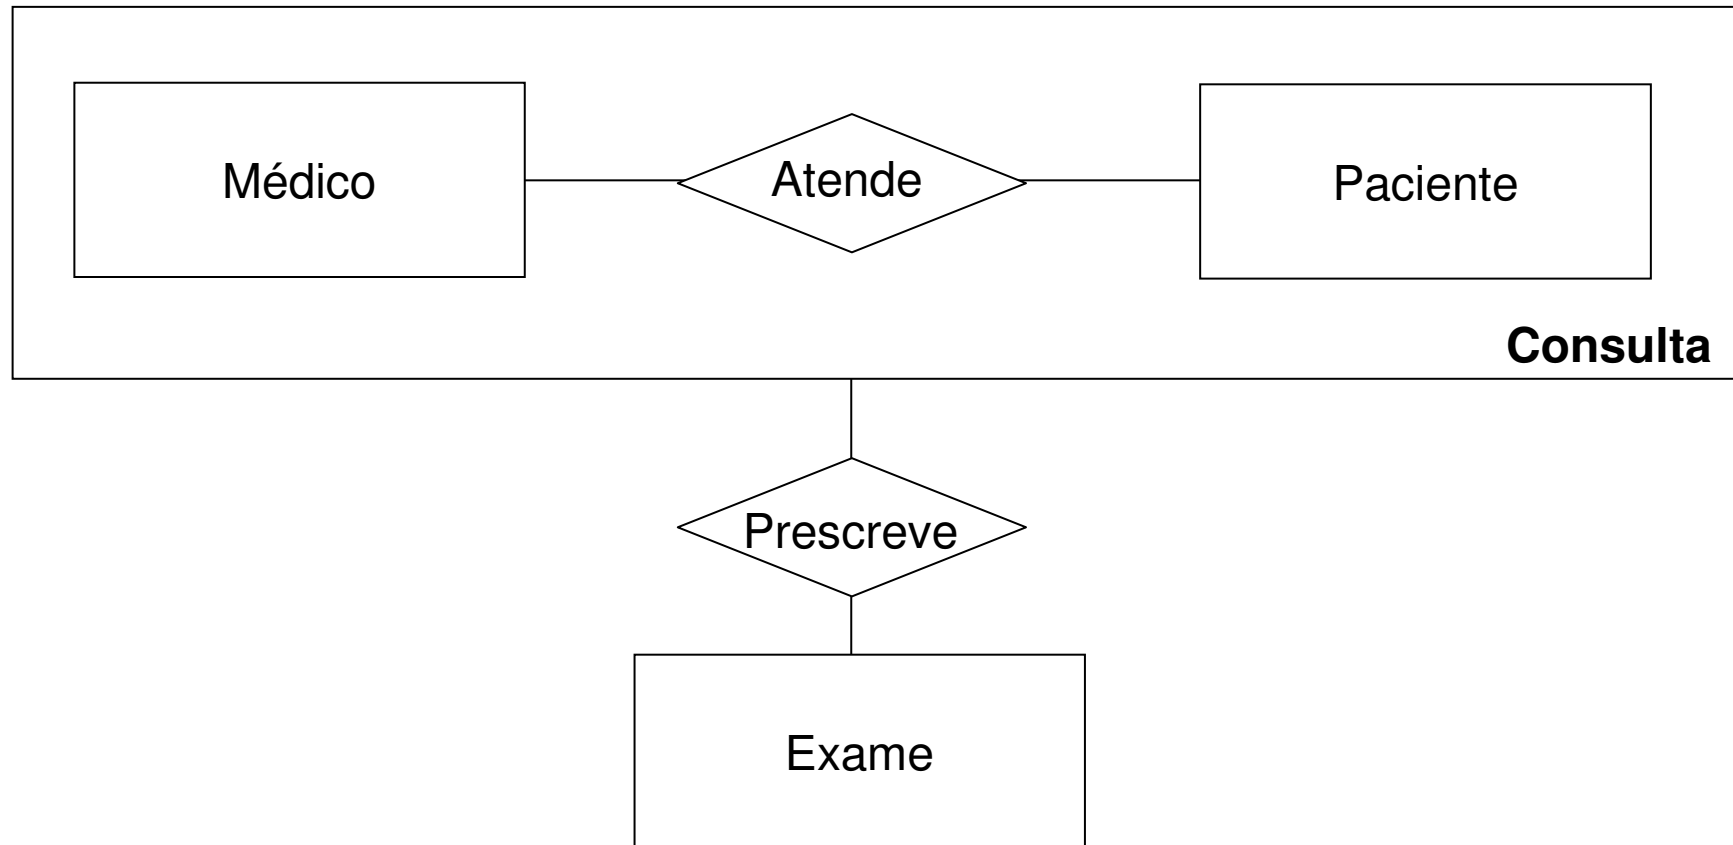 Médico
Atende
Paciente
Consulta
Prescreve
Exame